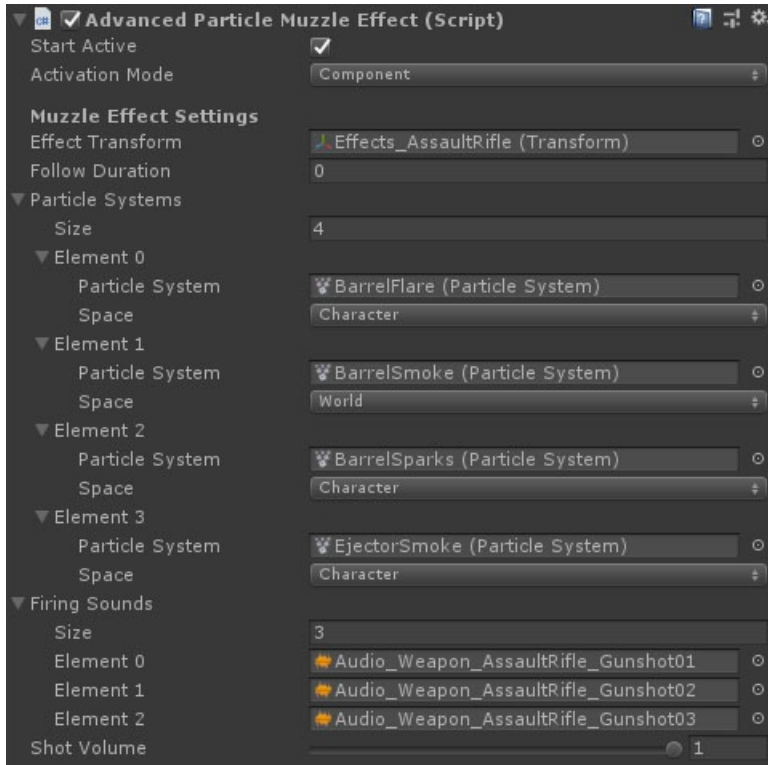 Advanced Particle Muzzle Effect (Script)
Start Active
Activation Mode Component
Muzzle Effect Settings
Effect Transform Effects_AssaultRifle (Transform)
Follow Duration 0
Particle Systems
Size 4
Element 0
Particle System BarrelFlare (Particle System)
Space Character
Element 1
Particle System BarrelSmoke (Particle System)
Space World
Element 2
Particle System BarrelSparks (Particle System)
Space Character
Element 3
Particle System EjectorSmoke (Particle System)
Space Character
Firing Sounds
Size 3
Element 0 Audio_Weapon_AssaultRifle_Gunshot01
Element 1 Audio_Weapon_AssaultRifle_Gunshot02
Element 2 Audio_Weapon_AssaultRifle_Gunshot03
Shot Volume 1